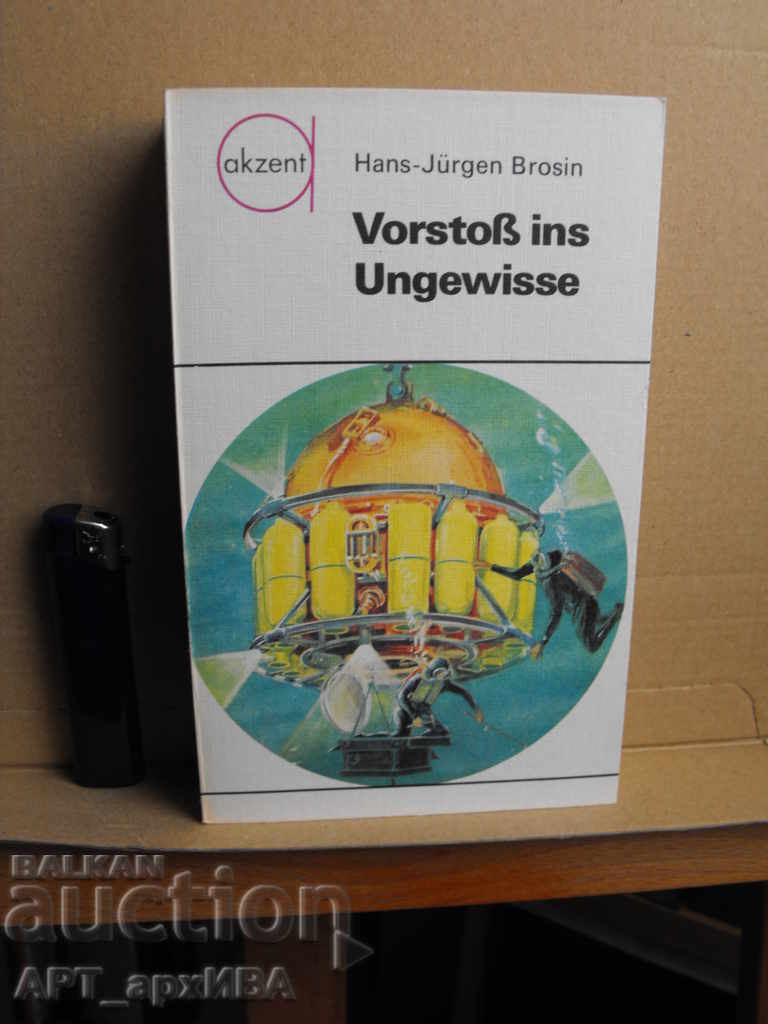 akzent
Hans-Jürgen Brosin
Vorstoß ins
Ungewisse
BALKAN
auction
АРТ_архИВА